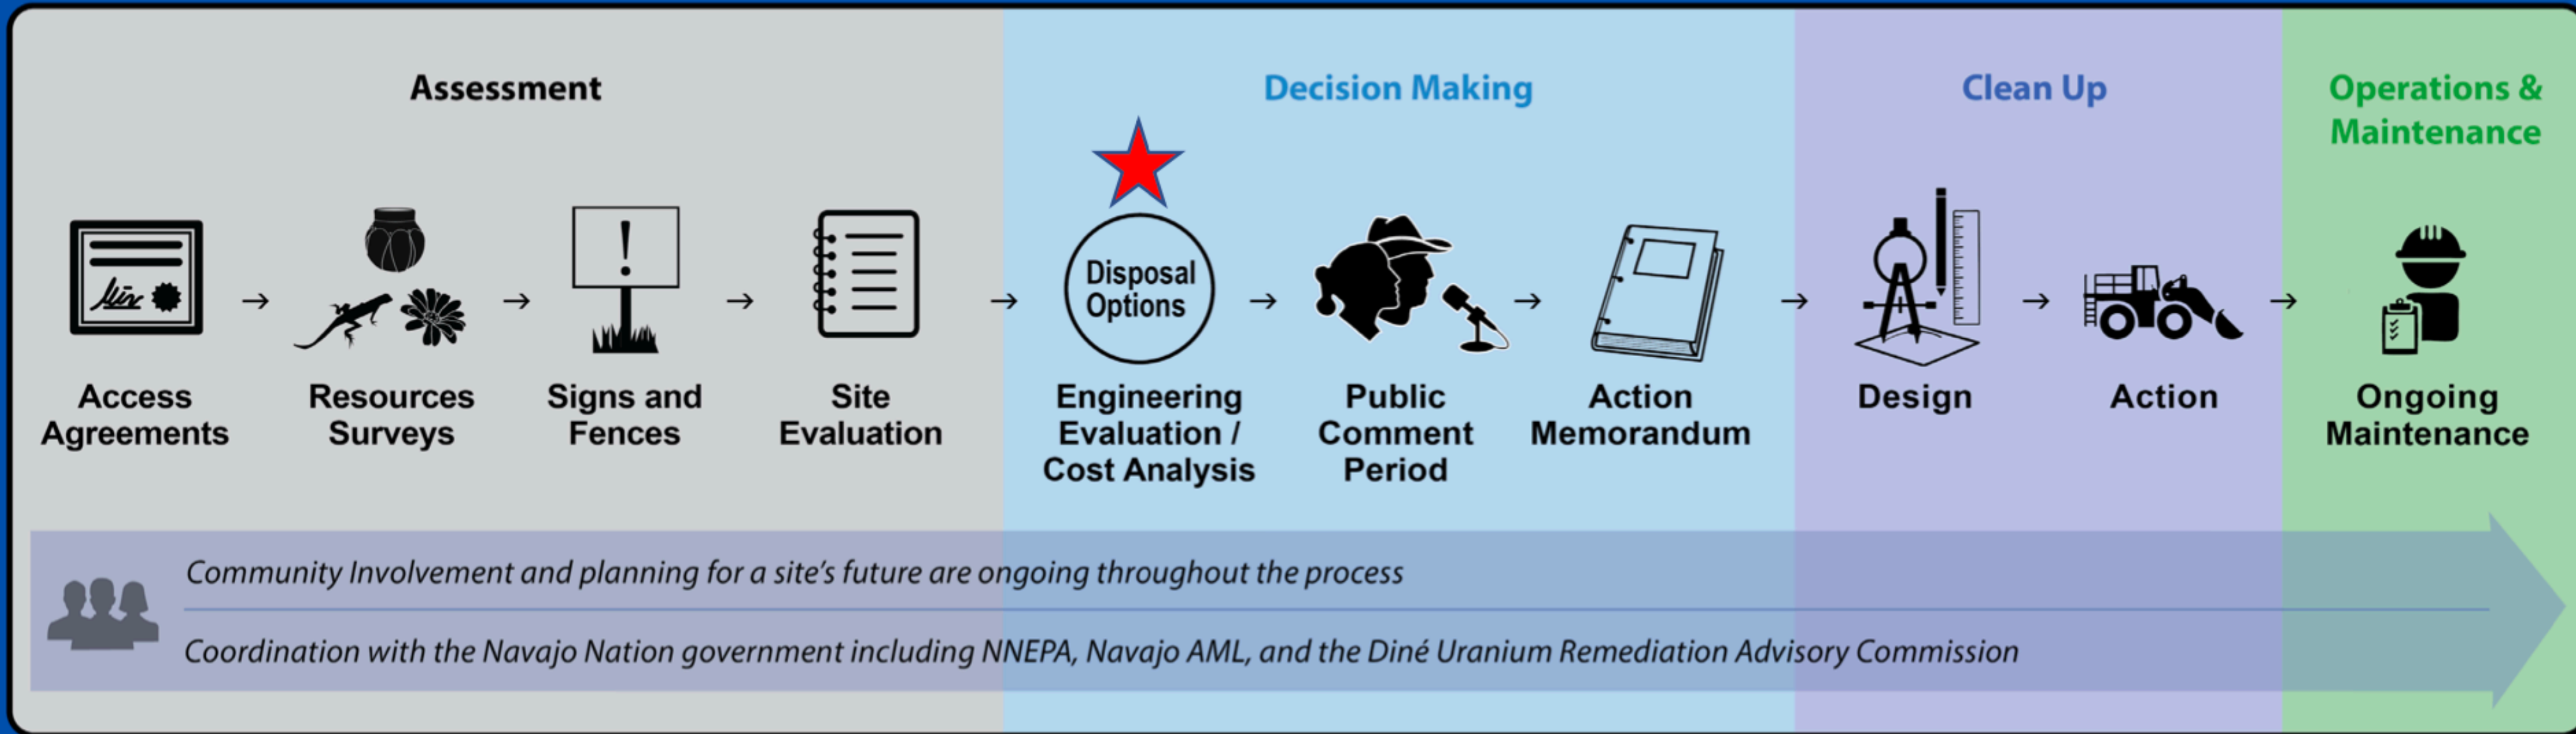 Assessment
Decision Making
Clean Up
Operations &
Maintenance
Disposal
Options
Access
Agreements
Resources
Surveys
Signs and
Fences
Site
Evaluation
Engineering
Evaluation /
Cost Analysis
Public
Comment
Period
Action
Memorandum
Design
Action
Ongoing
Maintenance
Community Involvement and planning for a site's future are ongoing throughout the process
Coordination with the Navajo Nation government including NNEPA, Navajo AML, and the Diné Uranium Remediation Advisory Commission